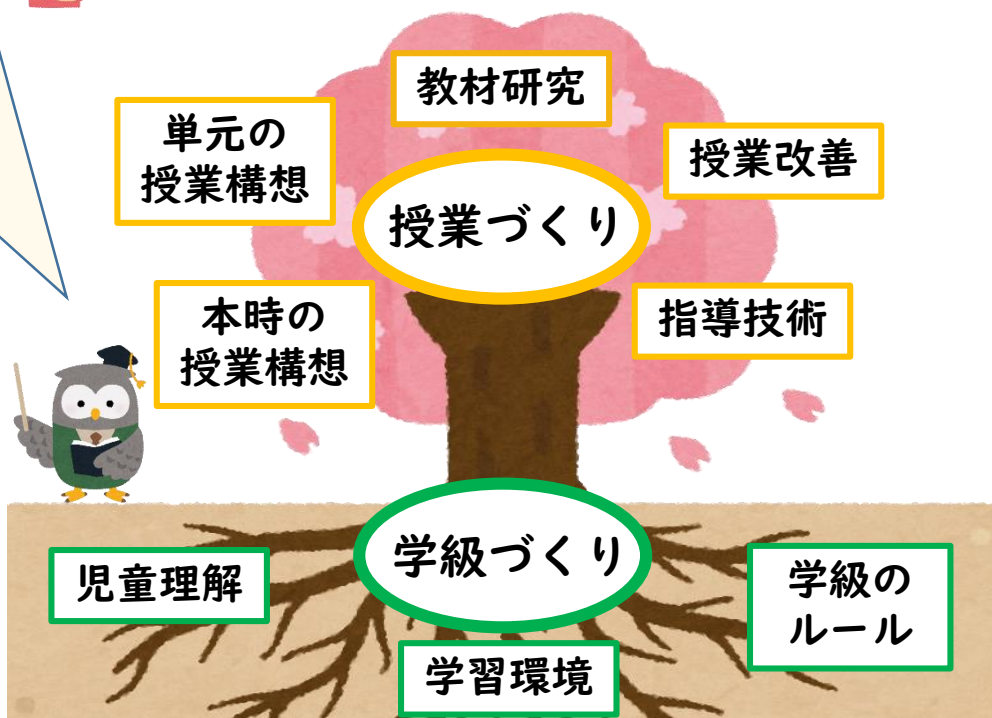 教材研究
単元の
授業構想
授業改善
授業づくり
本時の
授業構想
指導技術
学級づくり
児童理解
学級の
ルール
学習環境